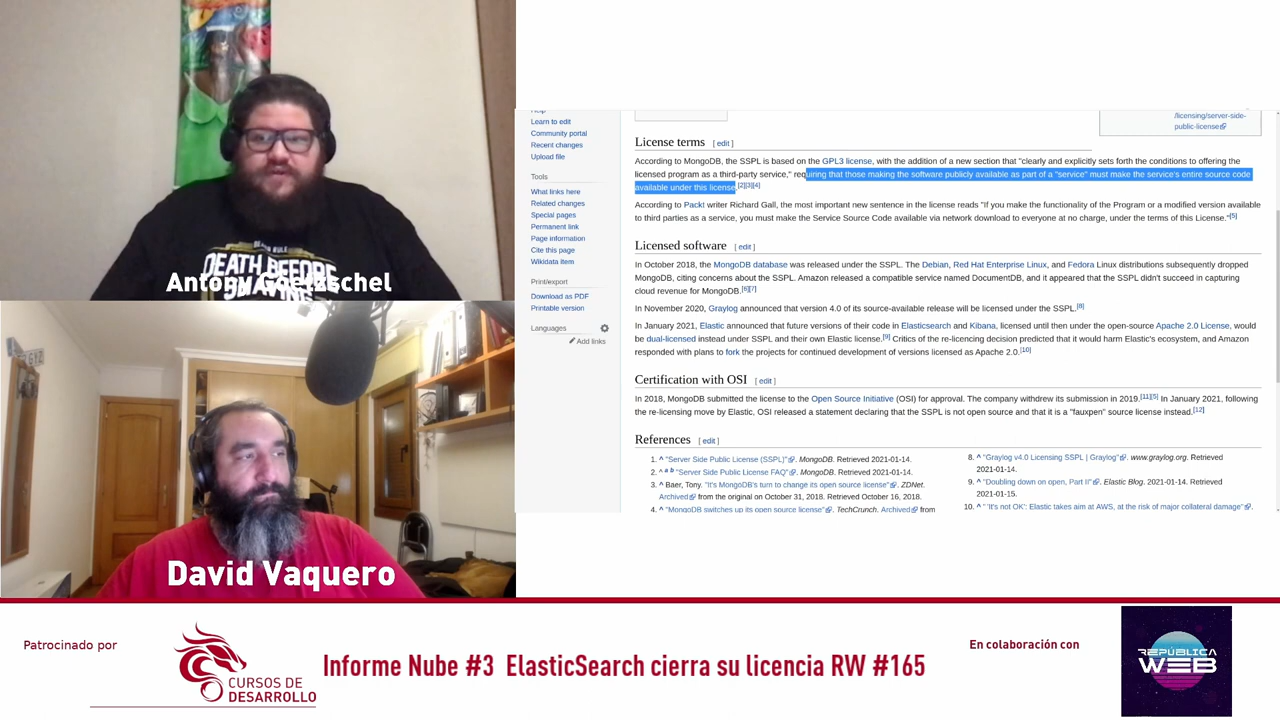 DEATH BEFORE
David Vaquero
Help
Learn to edit
Community portal
Recent changes
Upload file
Tools
What links here
Related changes
Special pages
Permanent link
Page information
Cite this page
Wikidata item
Print/export
Download as PDF
Printable version
Languages
Add links
/licensing/server-side-
public-license
License terms [ edit ]
According to MongoDB, the SSPL is based on the GPL3 license, with the addition of a new section that "clearly and explicitly sets forth the conditions to offering the
licensed program as a third-party service," requiring that those making the software publicly available as part of a "service" must make the service's entire source code
available under this license.[2][3][4]
According to Packt writer Richard Gall, the most important new sentence in the license reads "If you make the functionality of the Program or a modified version available
to third parties as a service, you must make the Service Source Code available via network download to everyone at no charge, under the terms of this License."[5]
Licensed software [ edit ]
In October 2018, the MongoDB database was released under the SSPL. The Debian, Red Hat Enterprise Linux, and Fedora Linux distributions subsequently dropped
MongoDB, citing concerns about the SSPL. Amazon released a compatible service named DocumentDB, and it appeared that the SSPL didn't succeed in capturing
cloud revenue for MongoDB.[6][7]
In November 2020, Graylog announced that version 4.0 of its source-available release will be licensed under the SSPL.[8]
In January 2021, Elastic announced that future versions of their code in Elasticsearch and Kibana, licensed until then under the open-source Apache 2.0 License, would
be dual-licensed instead under SSPL and their own Elastic license.[9] Critics of the re-licencing decision predicted that it would harm Elastic's ecosystem, and Amazon
responded with plans to fork the projects for continued development of versions licensed as Apache 2.0.[10]
Certification with OSI [ edit ]
In 2018, MongoDB submitted the license to the Open Source Initiative (OSI) for approval. The company withdrew its submission in 2019.[11][5] In January 2021, following
the re-licensing move by Elastic, OSI released a statement declaring that the SSPL is not open source and that it is a "fauxpen" source license instead.[12]
References [ edit ]
1. ^ "Server Side Public License (SSPL)". MongoDB. Retrieved 2021-01-14.
2. ^ a b "Server Side Public License FAQ". MongoDB. Retrieved 2021-01-14.
3. ^ Baer, Tony. "It's MongoDB's turn to change its open source license". ZDNet.
Archived from the original on October 31, 2018. Retrieved October 16, 2018.
4. ^ "MongoDB switches up its open source license". TechCrunch. Archived from
8. ^ "Graylog v4.0 Licensing SSPL | Graylog". www.graylog.org. Retrieved
2021-01-14.
9. ^ "Doubling down on open, Part II". Elastic Blog. 2021-01-14. Retrieved
2021-01-15.
10. ^ "'It's not OK': Elastic takes aim at AWS, at the risk of major collateral damage".
Patrocinado por
CURSOS DE
DESARROLLO
Informe Nube #3 ElasticSearch cierra su licencia RW #165
En colaboración con
REPÚBLICA
WEB